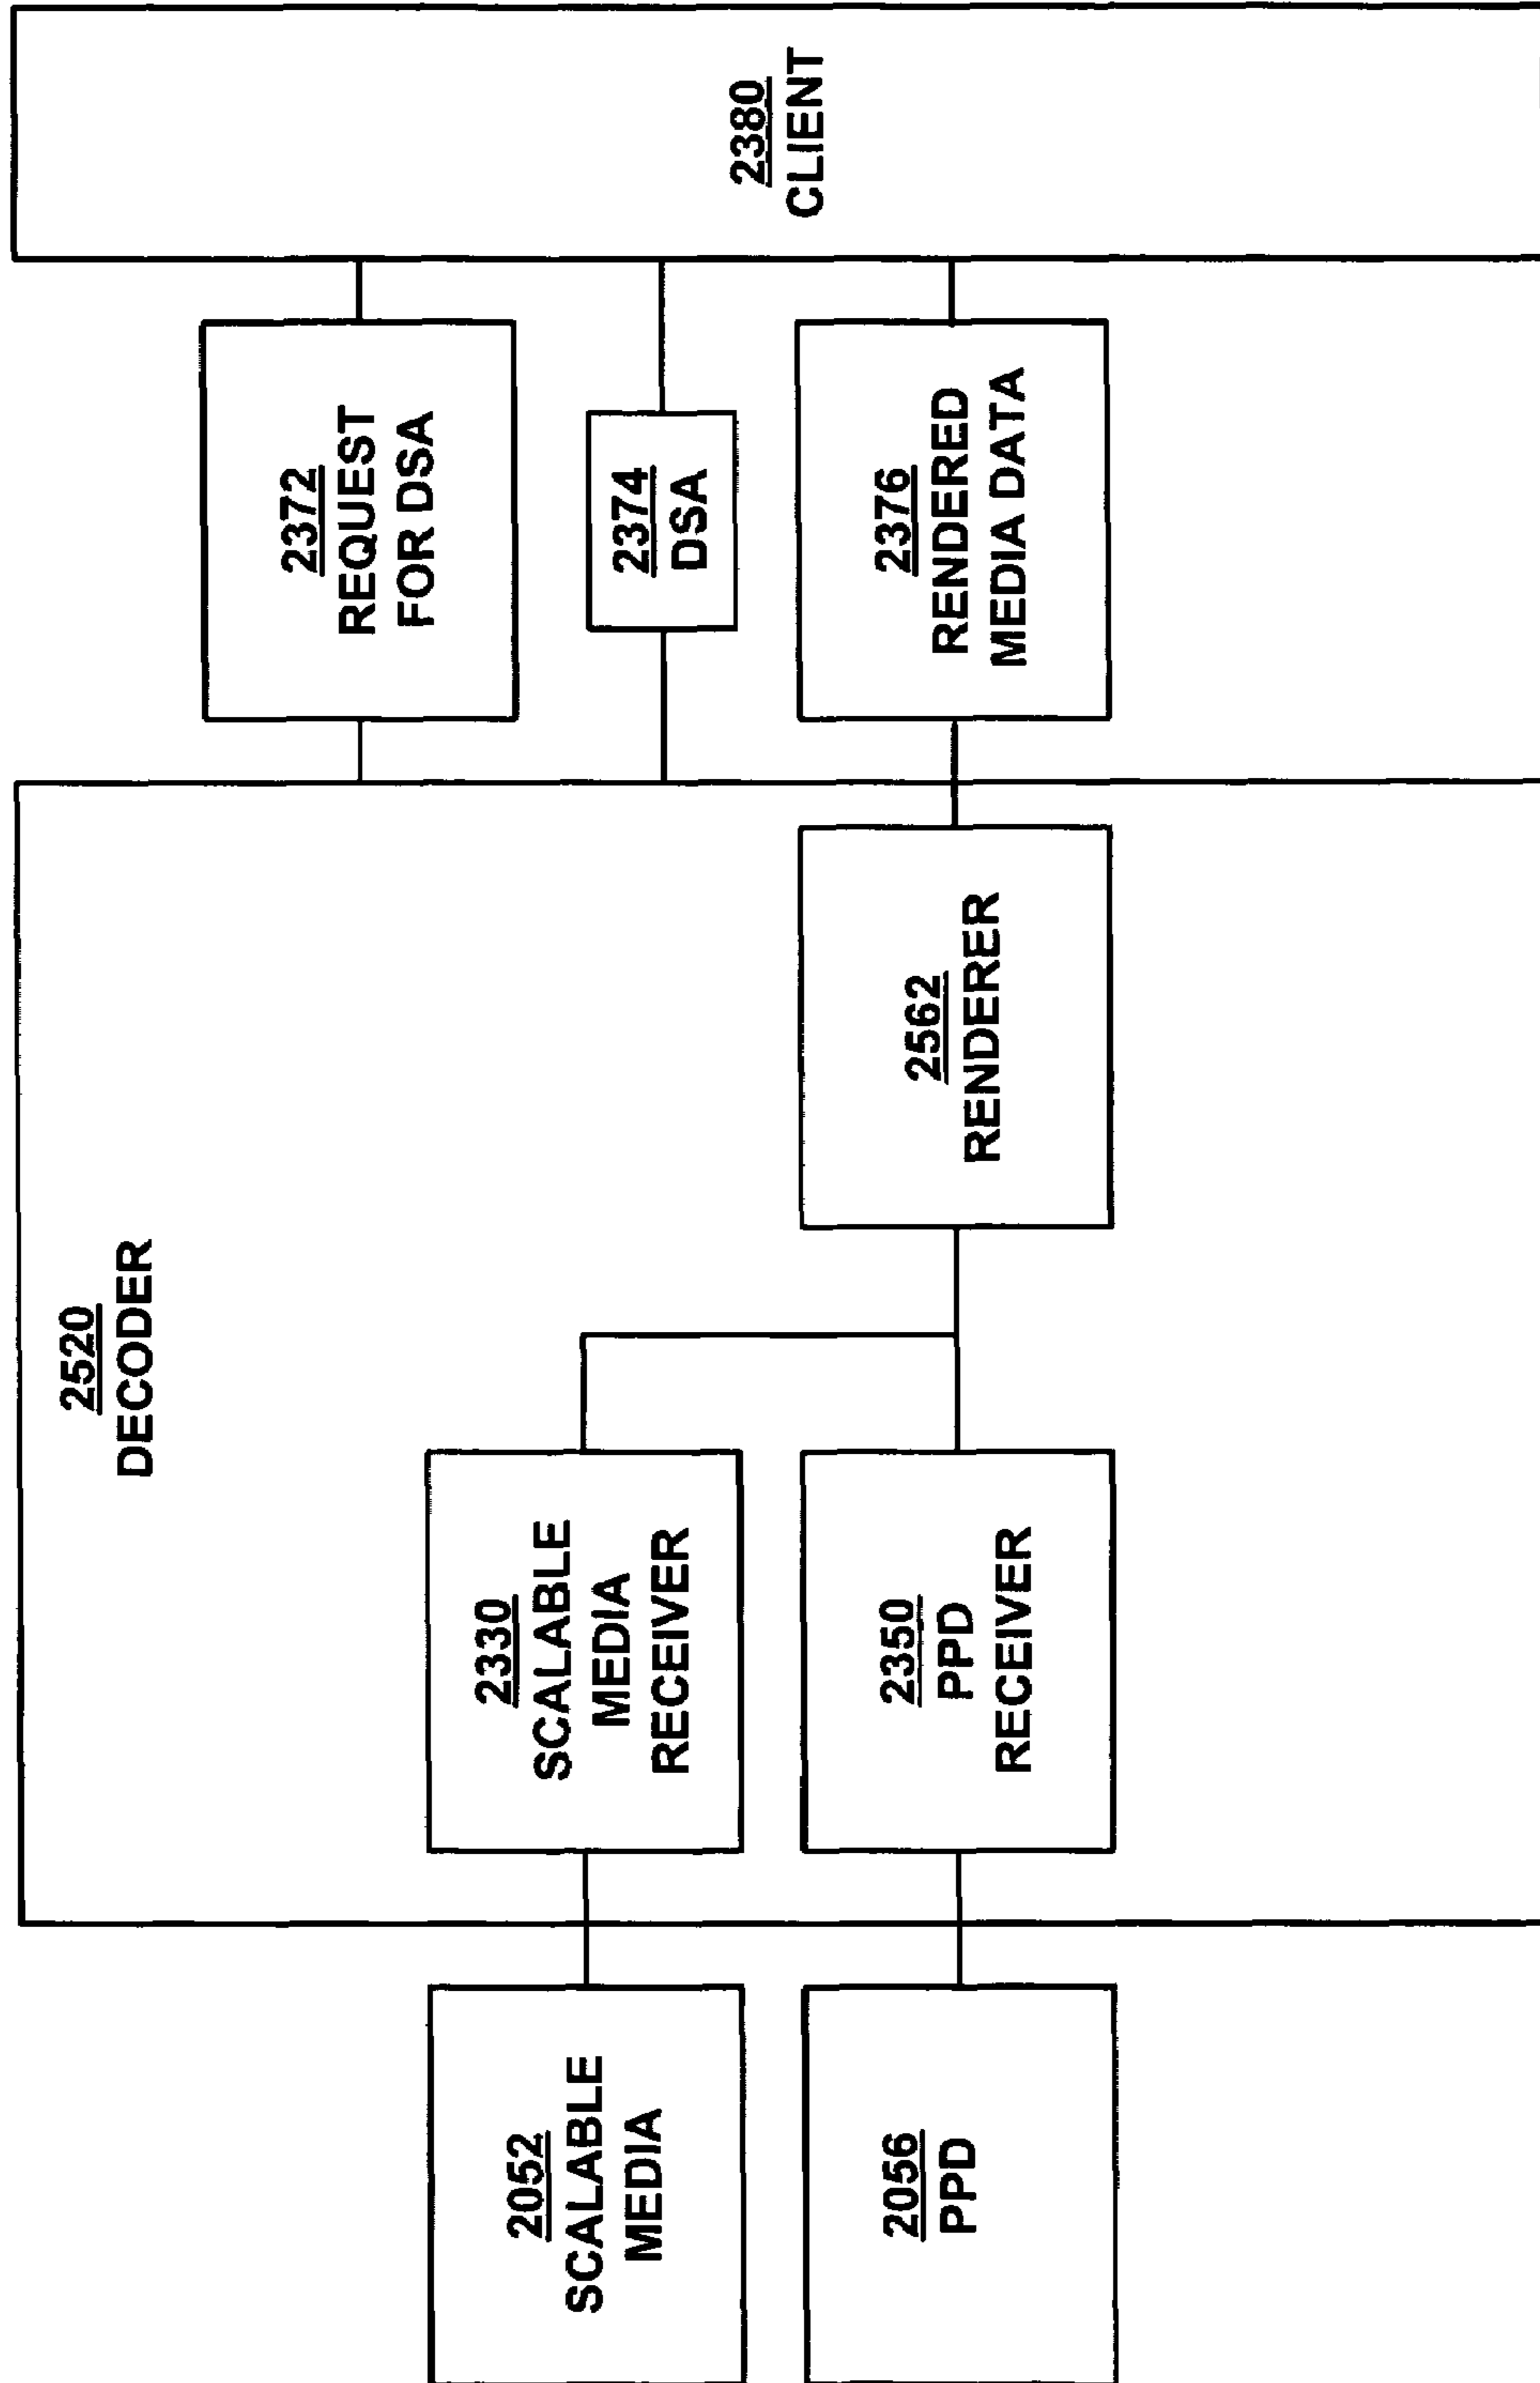 2520
DECODER
2052
SCALABLE
MEDIA
2330
SCALABLE
MEDIA
RECEIVER
2056
PPD
2350
PPD
RECEIVER
2562
RENDERER
2372
REQUEST
FOR DSA
2374
DSA
2376
RENDERED
MEDIA DATA
2380
CLIENT